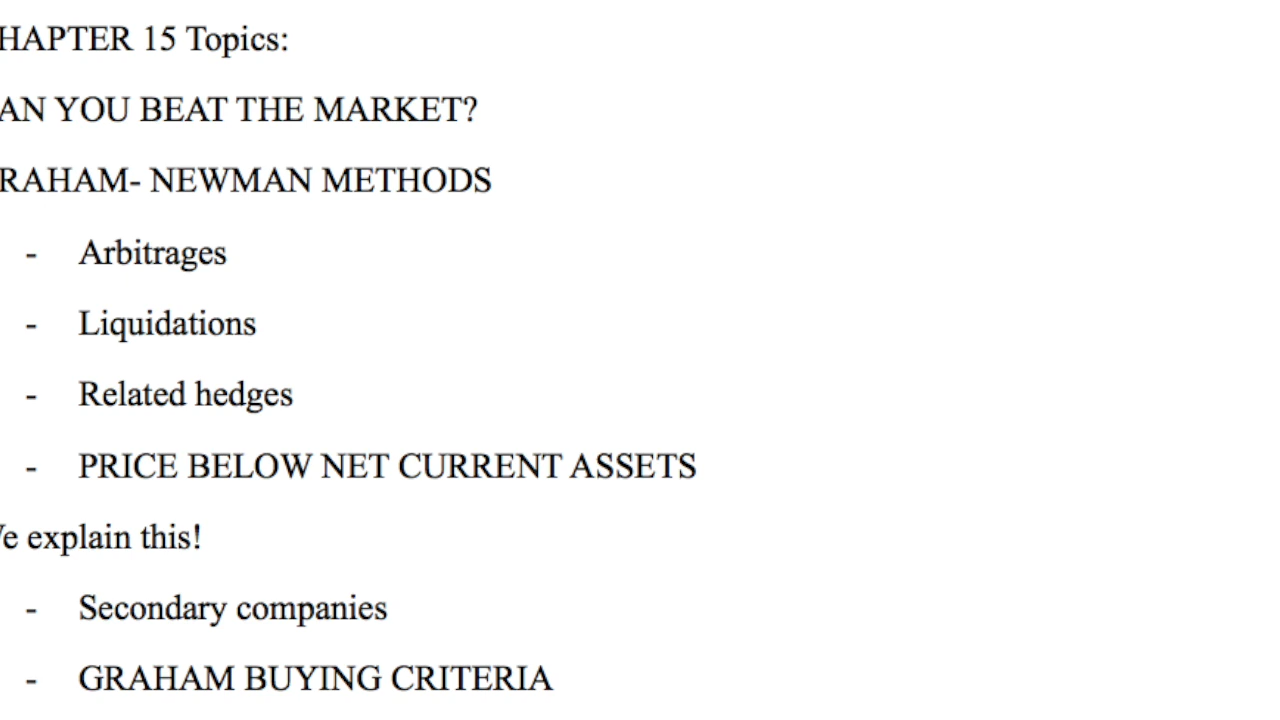 HAPTER 15 Topics:
AN YOU BEAT THE MARKET?
RAHAM- NEWMAN METHODS
- Arbitrages
- Liquidations
- Related hedges
- PRICE BELOW NET CURRENT ASSETS
e explain this!
- Secondary companies
- GRAHAM BUYING CRITERIA